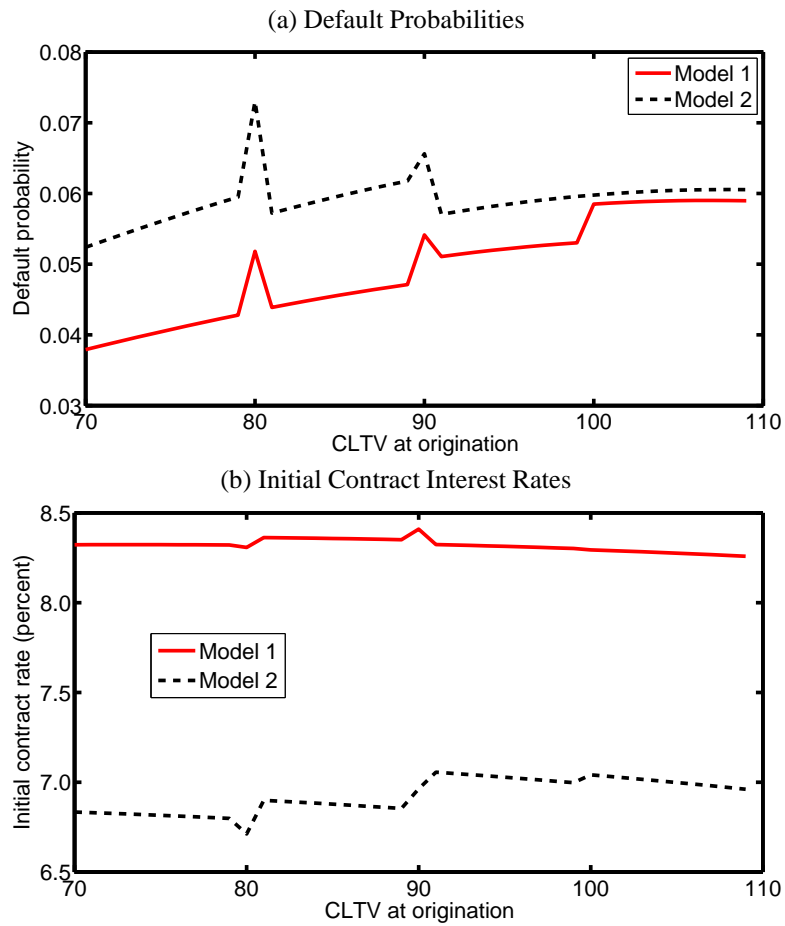 (a) Default Probabilities
0.08
0.07
0.06
0.05
0.04
0.03
Default probability
Model 1
Model 2
70
80
90
100
110
CLTV at origination
(b) Initial Contract Interest Rates
8.5
8.0
7.5
7.0
6.5
Initial contract rate (percent)
Model 1
Model 2
70
80
90
100
110
CLTV at origination